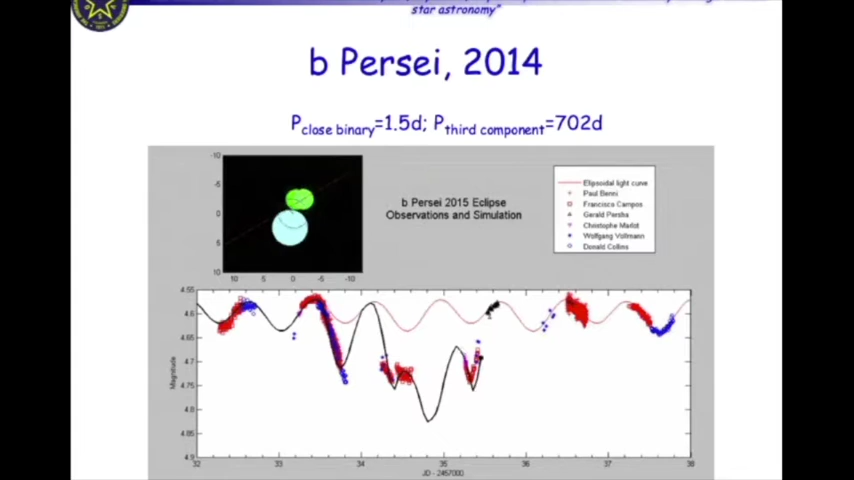 star astronomy"
b Persei, 2014
Pclose binary=1.5d; Pthird component=702d
b Persei 2015 Eclipse
Observations and Simulation
Elipsoidal light curve
Paul Benni
Francisco Campos
Gerald Persha
Christophe Marlot
Wolfgang Vollmann
Donald Collins
-10
-5
0
5
10
10 5 0 -5 -10
4.55
4.6
4.65
4.7
4.75
4.8
4.85
4.9
Magnitude
32 33 34 35 36 37 38
JD - 2457000